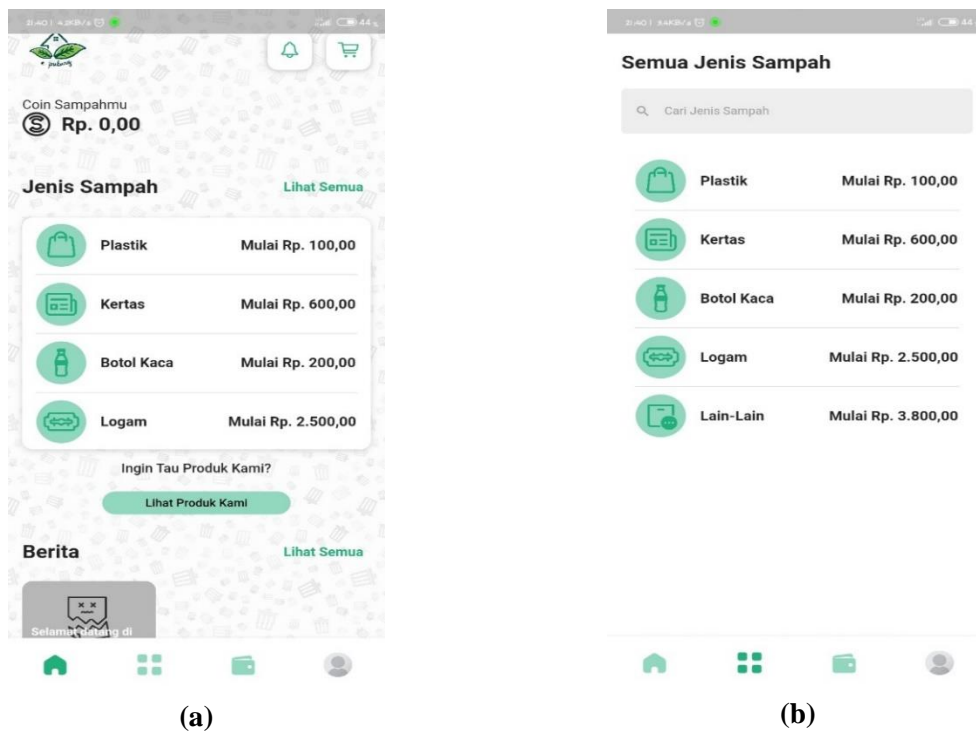 Coin Sampahmu
Rp. 0,00
Jenis Sampah Lihat Semua
Plastik Mulai Rp. 100,00
Kertas Mulai Rp. 600,00
Botol Kaca Mulai Rp. 200,00
Logam Mulai Rp. 2.500,00
Ingin Tau Produk Kami?
Lihat Produk Kami
Berita Lihat Semua
Selamat datang di
(a)
Semua Jenis Sampah
Cari Jenis Sampah
Plastik Mulai Rp. 100,00
Kertas Mulai Rp. 600,00
Botol Kaca Mulai Rp. 200,00
Logam Mulai Rp. 2.500,00
Lain-Lain Mulai Rp. 3.800,00
(b)